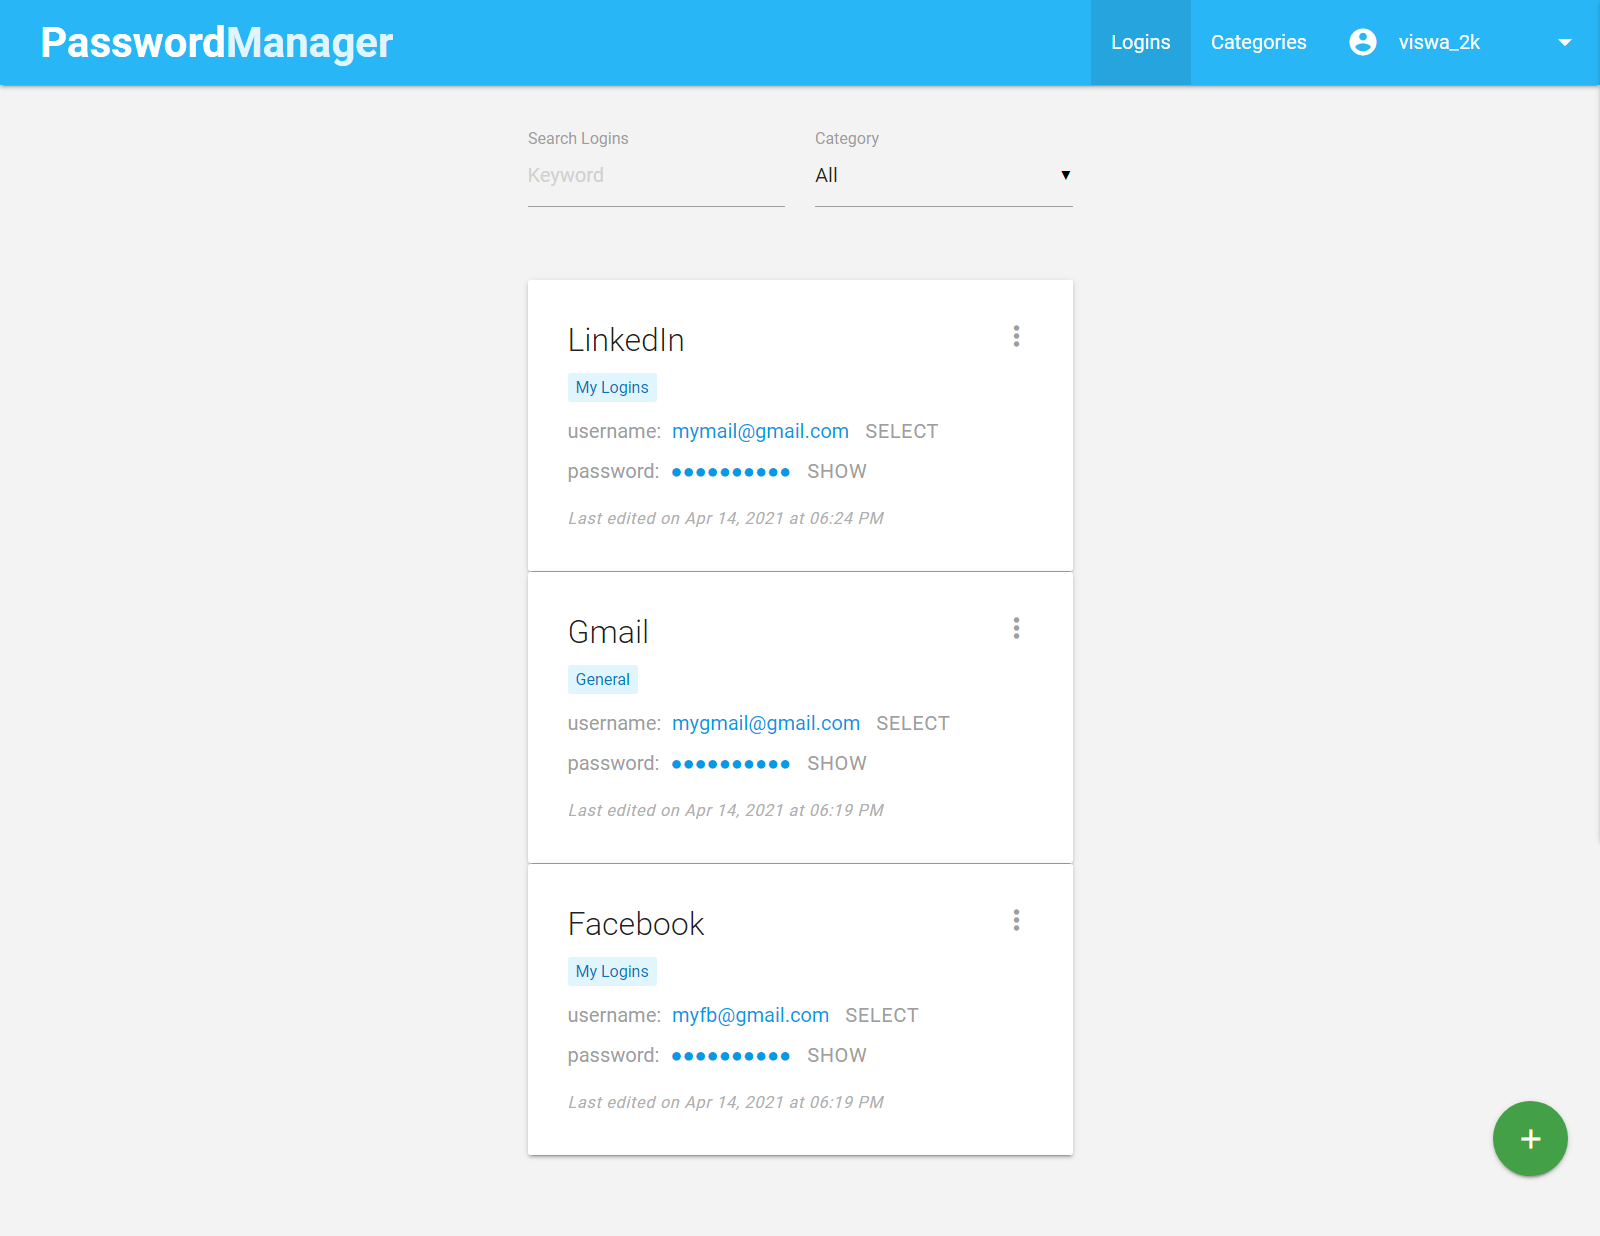 PasswordManager
Logins Categories viswa_2k
Search Logins Category
Keyword All
LinkedIn
My Logins
username: mymail@gmail.com SELECT
password: ●●●●●●●●●● SHOW
Last edited on Apr 14, 2021 at 06:24 PM
Gmail
General
username: mygmail@gmail.com SELECT
password: ●●●●●●●●●● SHOW
Last edited on Apr 14, 2021 at 06:19 PM
Facebook
My Logins
username: myfb@gmail.com SELECT
password: ●●●●●●●●●● SHOW
Last edited on Apr 14, 2021 at 06:19 PM
+